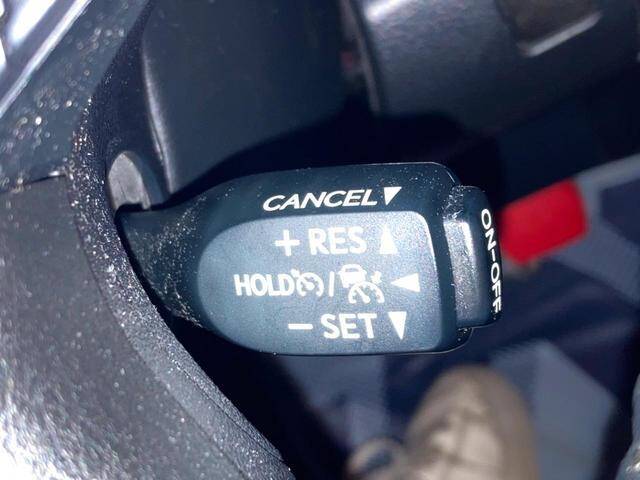 CANCEL▼
+ RES ▲
HOLD / ◀
− SET ▼
ON-OFF